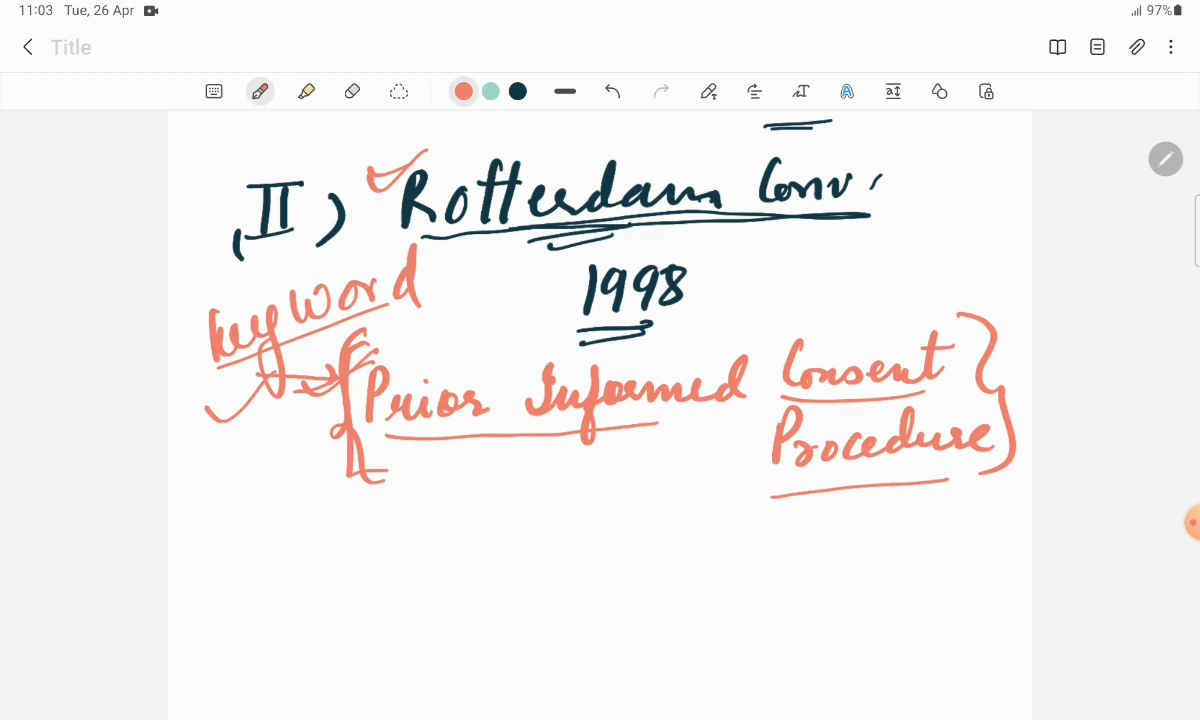 11:03 Tue, 26 Apr 97%
Title
II) Rotterdam Conv.
1998
Keyword
Prior Informed Consent
Procedure